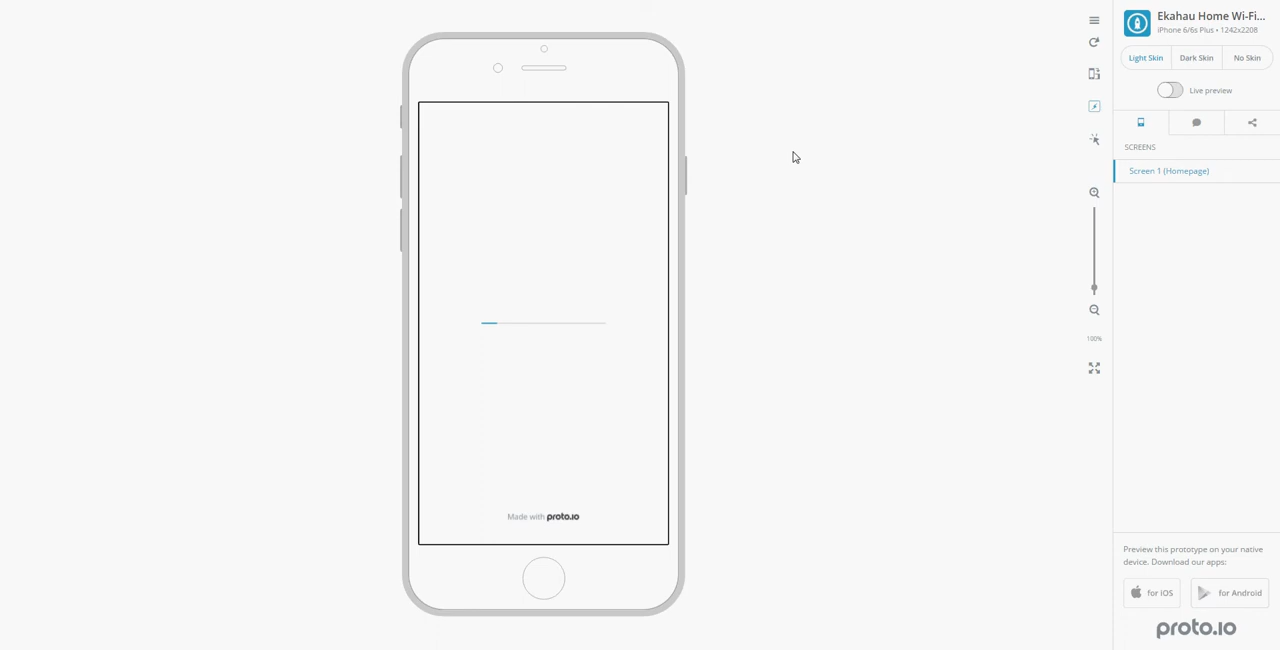 Ekahau Home Wi-Fi...
iPhone 6/6s Plus • 1242x2208
Light Skin Dark Skin No Skin
Live preview
SCREENS
Screen 1 (Homepage)
100%
Made with proto.io
Preview this prototype on your native
device. Download our apps:
for iOS for Android
proto.io